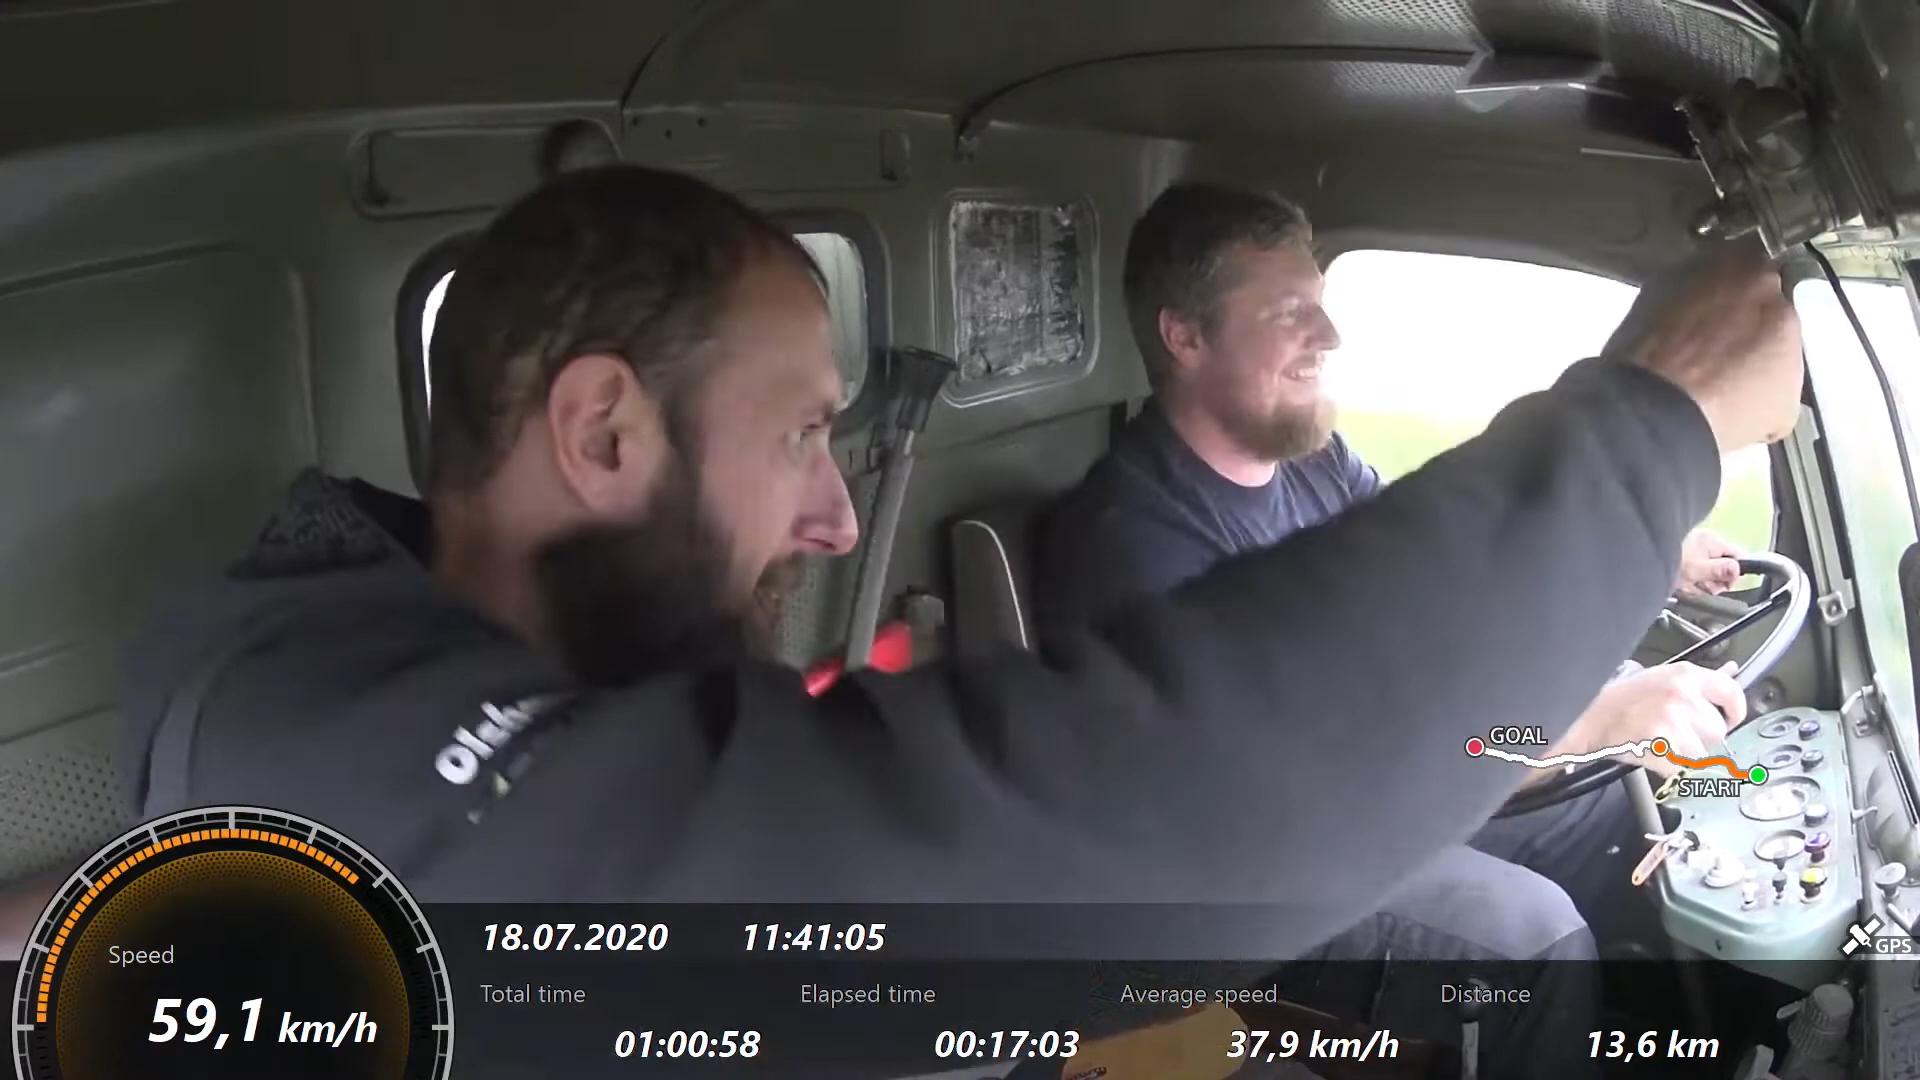 GOAL
START
18.07.2020 11:41:05
GPS
Speed
59,1 km/h
Total time
01:00:58
Elapsed time
00:17:03
Average speed
37,9 km/h
Distance
13,6 km